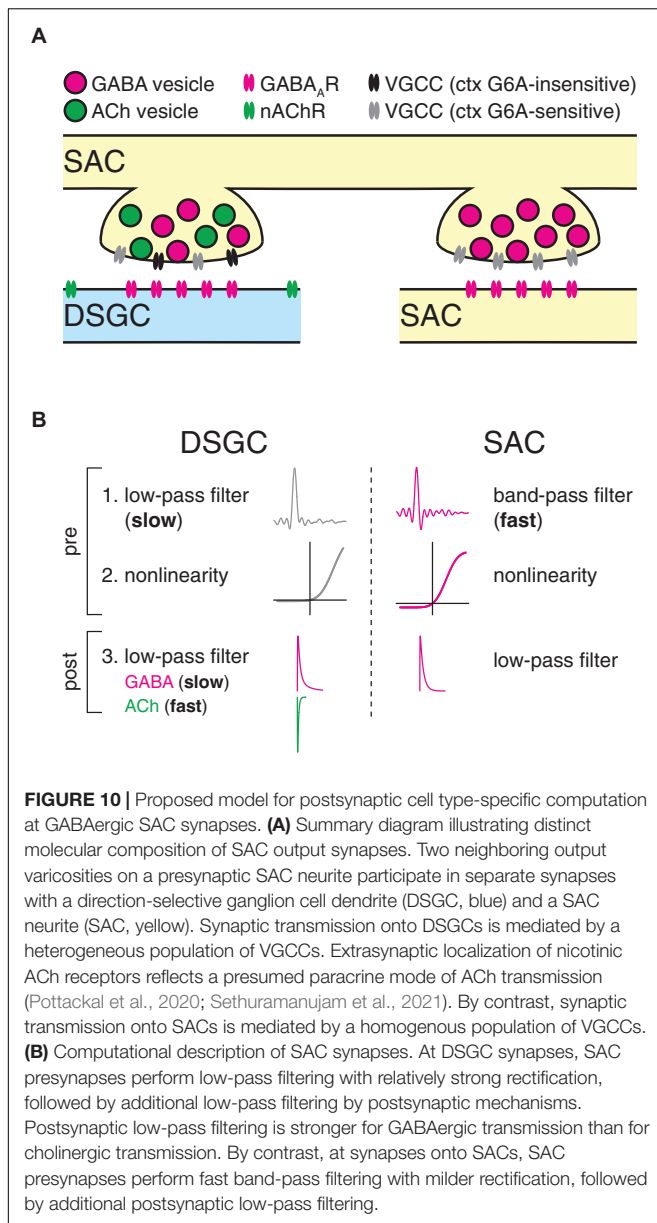 A
GABA vesicle
GABAAR
VGCC (ctx G6A-insensitive)
ACh vesicle
nAChR
VGCC (ctx G6A-sensitive)
SAC
DSGC
SAC
B
DSGC
SAC
pre
1. low-pass filter
(slow)
band-pass filter
(fast)
2. nonlinearity
nonlinearity
post
3. low-pass filter
GABA (slow)
ACh (fast)
low-pass filter
FIGURE 10 | Proposed model for postsynaptic cell type-specific computation
at GABAergic SAC synapses. (A) Summary diagram illustrating distinct
molecular composition of SAC output synapses. Two neighboring output
varicosities on a presynaptic SAC neurite participate in separate synapses
with a direction-selective ganglion cell dendrite (DSGC, blue) and a SAC
neurite (SAC, yellow). Synaptic transmission onto DSGCs is mediated by a
heterogeneous population of VGCCs. Extrasynaptic localization of nicotinic
ACh receptors reflects a presumed paracrine mode of ACh transmission
(Pottackal et al., 2020; Sethuramanujam et al., 2021). By contrast, synaptic
transmission onto SACs is mediated by a homogenous population of VGCCs.
(B) Computational description of SAC synapses. At DSGC synapses, SAC
presynapses perform low-pass filtering with relatively strong rectification,
followed by additional low-pass filtering by postsynaptic mechanisms.
Postsynaptic low-pass filtering is stronger for GABAergic transmission than for
cholinergic transmission. By contrast, at synapses onto SACs, SAC
presynapses perform fast band-pass filtering with milder rectification, followed
by additional postsynaptic low-pass filtering.